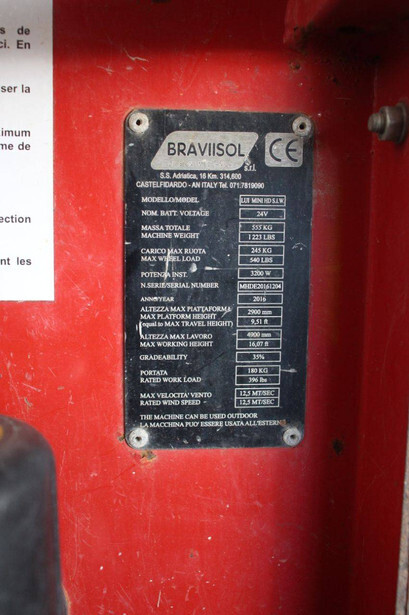 s de
ci. En
ser la
ximum
me de
ection
nt les
BRAVIISOL
s.r.l.
CE
S.S. Adriatica, 16 Km. 314,600
CASTELFIDARDO - AN ITALY Tel. 071.7819090
MODELLO/MODEL LUI MINI HD S.I.W.
NOM. BATT. VOLTAGE 24V
MASSA TOTALE 555 KG
MACHINE WEIGHT 1 223 LBS
CARICO MAX RUOTA 245 KG
MAX WHEEL LOAD 540 LBS
POTENZA INST. 3200 W
N.SERIE/SERIAL NUMBER MHDE20161204
ANNO/YEAR 2016
ALTEZZA MAX PIATTAFORMA 2900 mm
MAX PLATFORM HEIGHT 9,51 ft
(equal to MAX TRAVEL HEIGHT)
ALTEZZA MAX LAVORO 4900 mm
MAX WORKING HEIGHT 16,07 ft
GRADEABILITY 35%
PORTATA 180 KG
RATED WORK LOAD 396 lbs
MAX VELOCITA' VENTO 12,5 MT/SEC
RATED WIND SPEED 12,5 MT/SEC
THE MACHINE CAN BE USED OUTDOOR
LA MACCHINA PUO' ESSERE USATA ALL'ESTERN